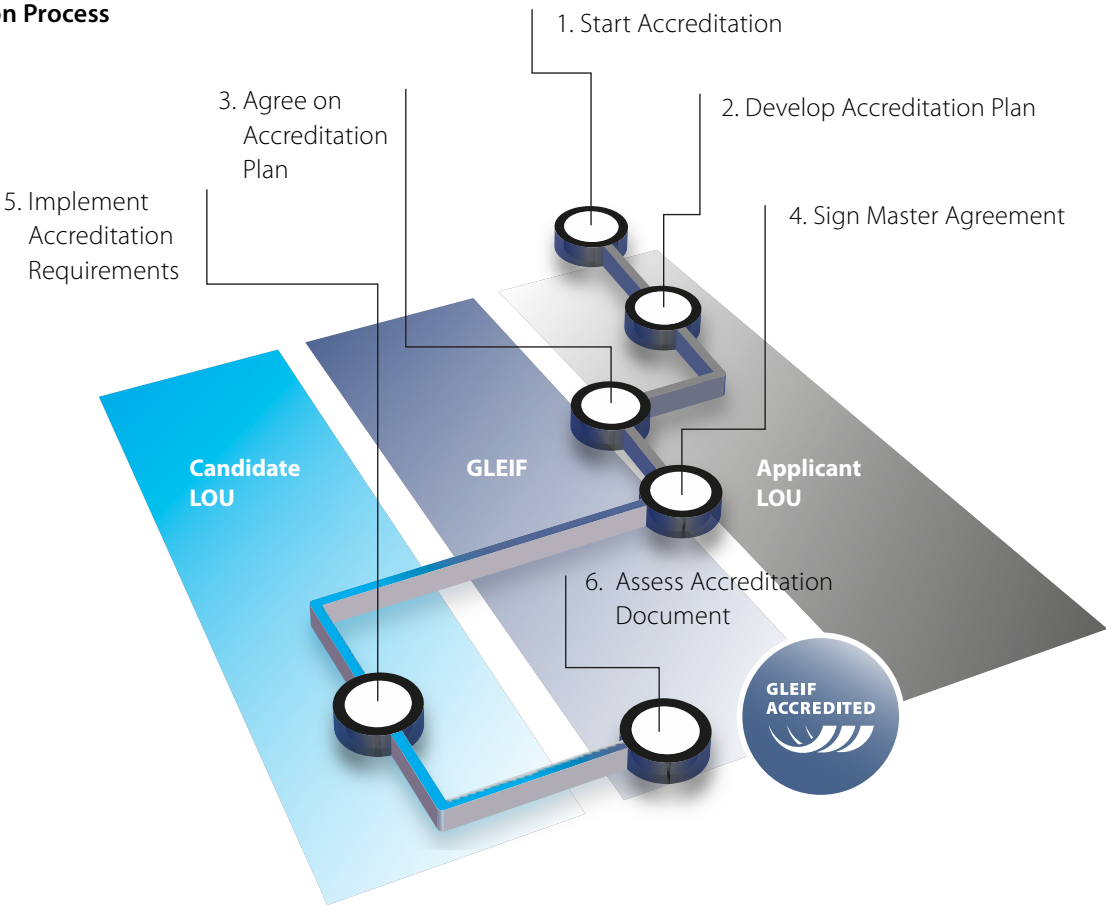 on Process
1. Start Accreditation
2. Develop Accreditation Plan
3. Agree on
Accreditation
Plan
4. Sign Master Agreement
5. Implement
Accreditation
Requirements
Candidate
LOU
GLEIF
Applicant
LOU
6. Assess Accreditation
Document
GLEIF
ACCREDITED